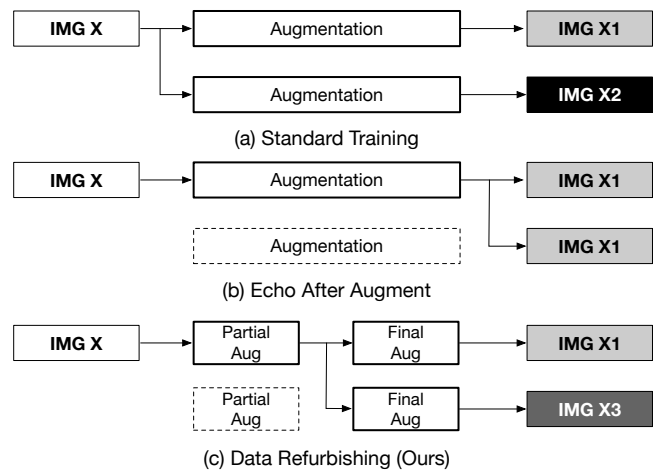 IMG X
Augmentation
IMG X1
Augmentation
IMG X2
(a) Standard Training
IMG X
Augmentation
IMG X1
Augmentation
IMG X1
(b) Echo After Augment
IMG X
Partial
Aug
Final
Aug
IMG X1
Partial
Aug
Final
Aug
IMG X3
(c) Data Refurbishing (Ours)